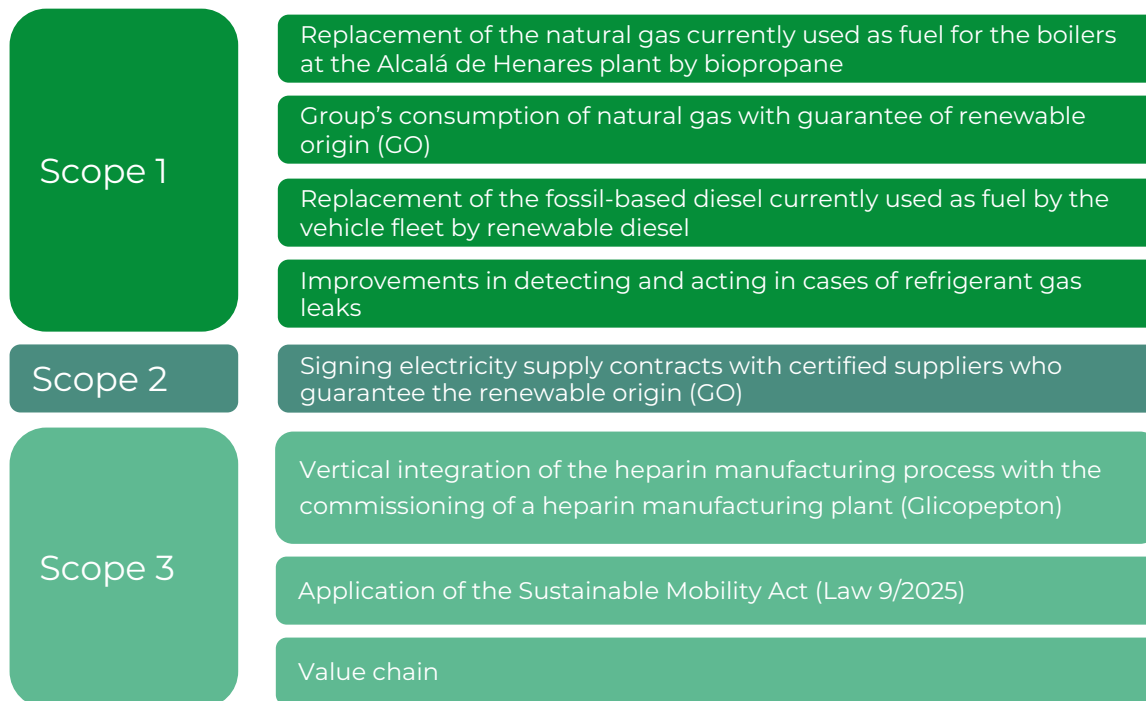 Scope 1
Replacement of the natural gas currently used as fuel for the boilers
at the Alcalá de Henares plant by biopropane
Group’s consumption of natural gas with guarantee of renewable
origin (GO)
Replacement of the fossil-based diesel currently used as fuel by the
vehicle fleet by renewable diesel
Improvements in detecting and acting in cases of refrigerant gas
leaks
Scope 2
Signing electricity supply contracts with certified suppliers who
guarantee the renewable origin (GO)
Scope 3
Vertical integration of the heparin manufacturing process with the
commissioning of a heparin manufacturing plant (Glicopepton)
Application of the Sustainable Mobility Act (Law 9/2025)
Value chain